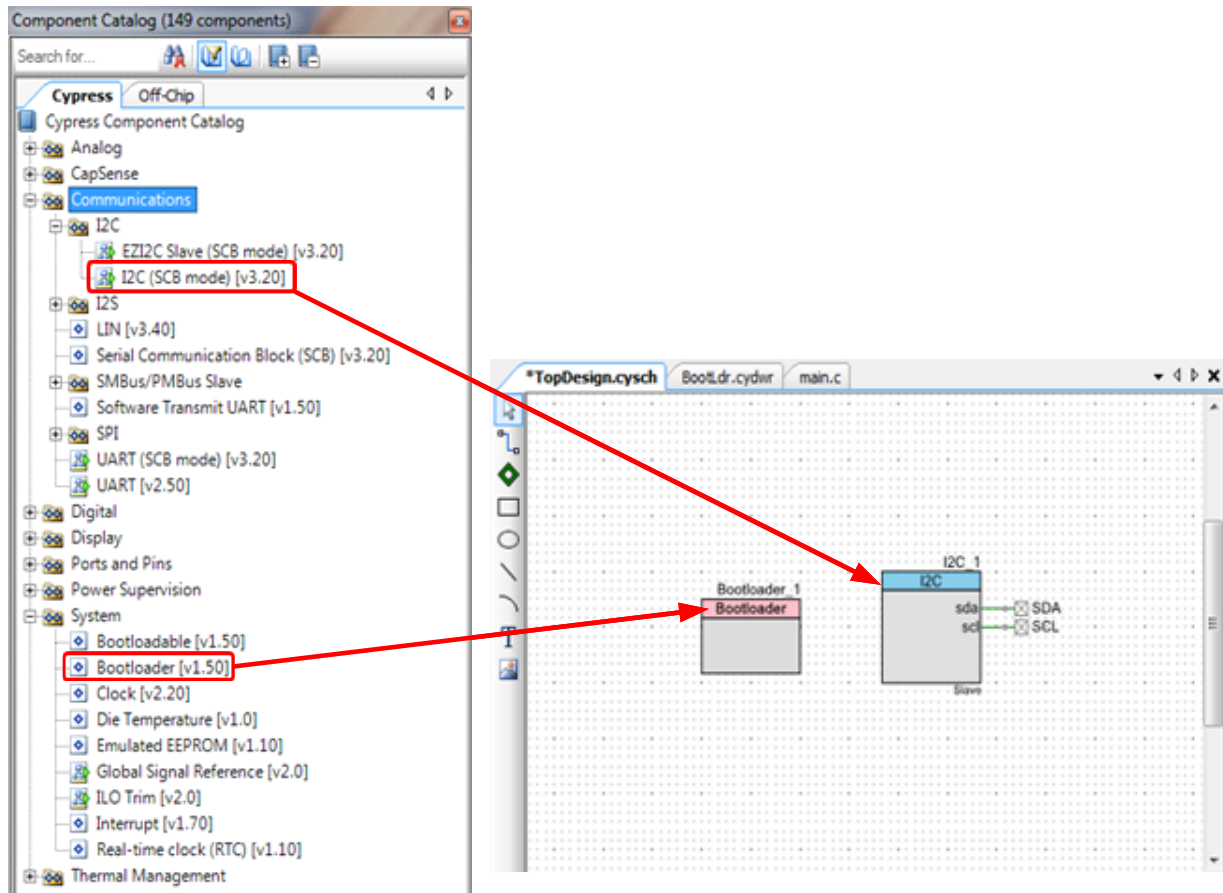 Component Catalog (149 components)
Search for...
Cypress Off-Chip
Cypress Component Catalog
Analog
CapSense
Communications
I2C
EZI2C Slave (SCB mode) [v3.20]
I2C (SCB mode) [v3.20]
I2S
LIN [v3.40]
Serial Communication Block (SCB) [v3.20]
SMBus/PMBus Slave
Software Transmit UART [v1.50]
SPI
UART (SCB mode) [v3.20]
UART [v2.50]
Digital
Display
Ports and Pins
Power Supervision
System
Bootloadable [v1.50]
Bootloader [v1.50]
Clock [v2.20]
Die Temperature [v1.0]
Emulated EEPROM [v1.10]
Global Signal Reference [v2.0]
ILO Trim [v2.0]
Interrupt [v1.70]
Real-time clock (RTC) [v1.10]
Thermal Management
*TopDesign.cysch BootLdr.cydwr main.c
T
Bootloader_1
Bootloader
I2C_1
I2C
sda SDA
scl SCL
Slave